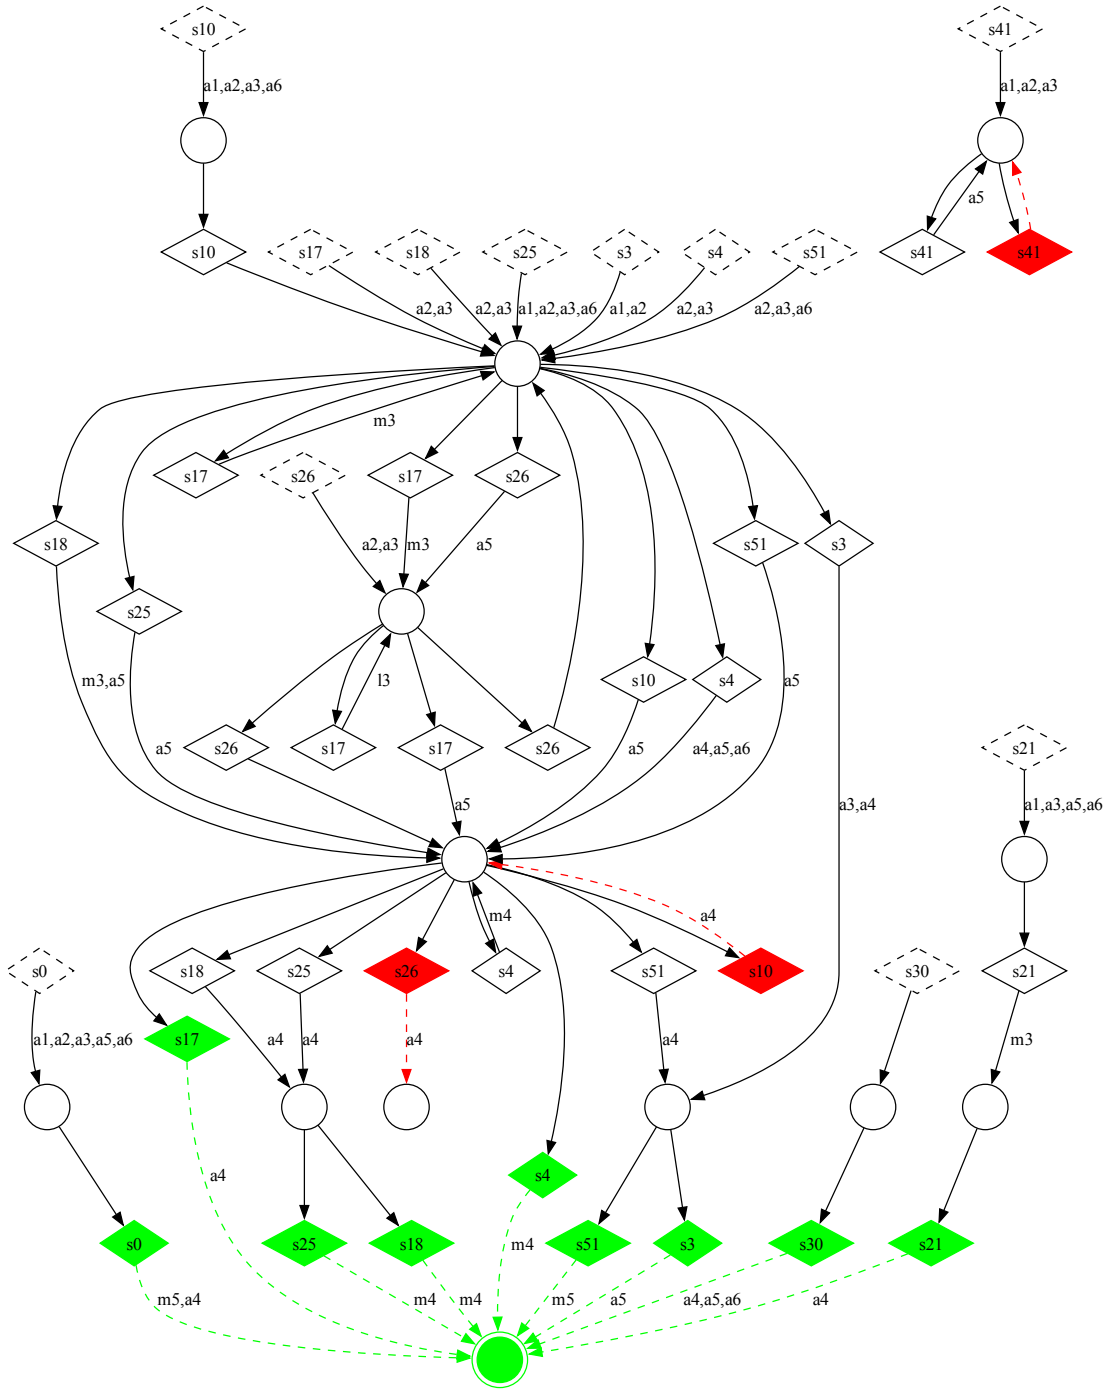 s10
s41
a1,a2,a3,a6
a1,a2,a3
s10
s17
s18
s25
s3
s4
s51
s41
a5
s41
a2,a3
a2,a3
a1,a2,a3,a6
a1,a2
a2,a3
a2,a3,a6
m3
s17
s26
s17
s26
s18
a2,a3
m3
a5
s51
s3
s25
m3,a5
l3
s10
s4
a5
a5
s26
s17
s17
s26
a5
a4,a5,a6
s21
a5
a3,a4
a1,a3,a5,a6
m4
a4
s0
s18
s25
s26
s4
s51
s10
s30
s21
a1,a2,a3,a5,a6
s17
a4
a4
a4
a4
m3
a4
s4
s0
s25
s18
m4
s51
s3
s30
s21
m5,a4
m4
m4
m5
a5
a4,a5,a6
a4